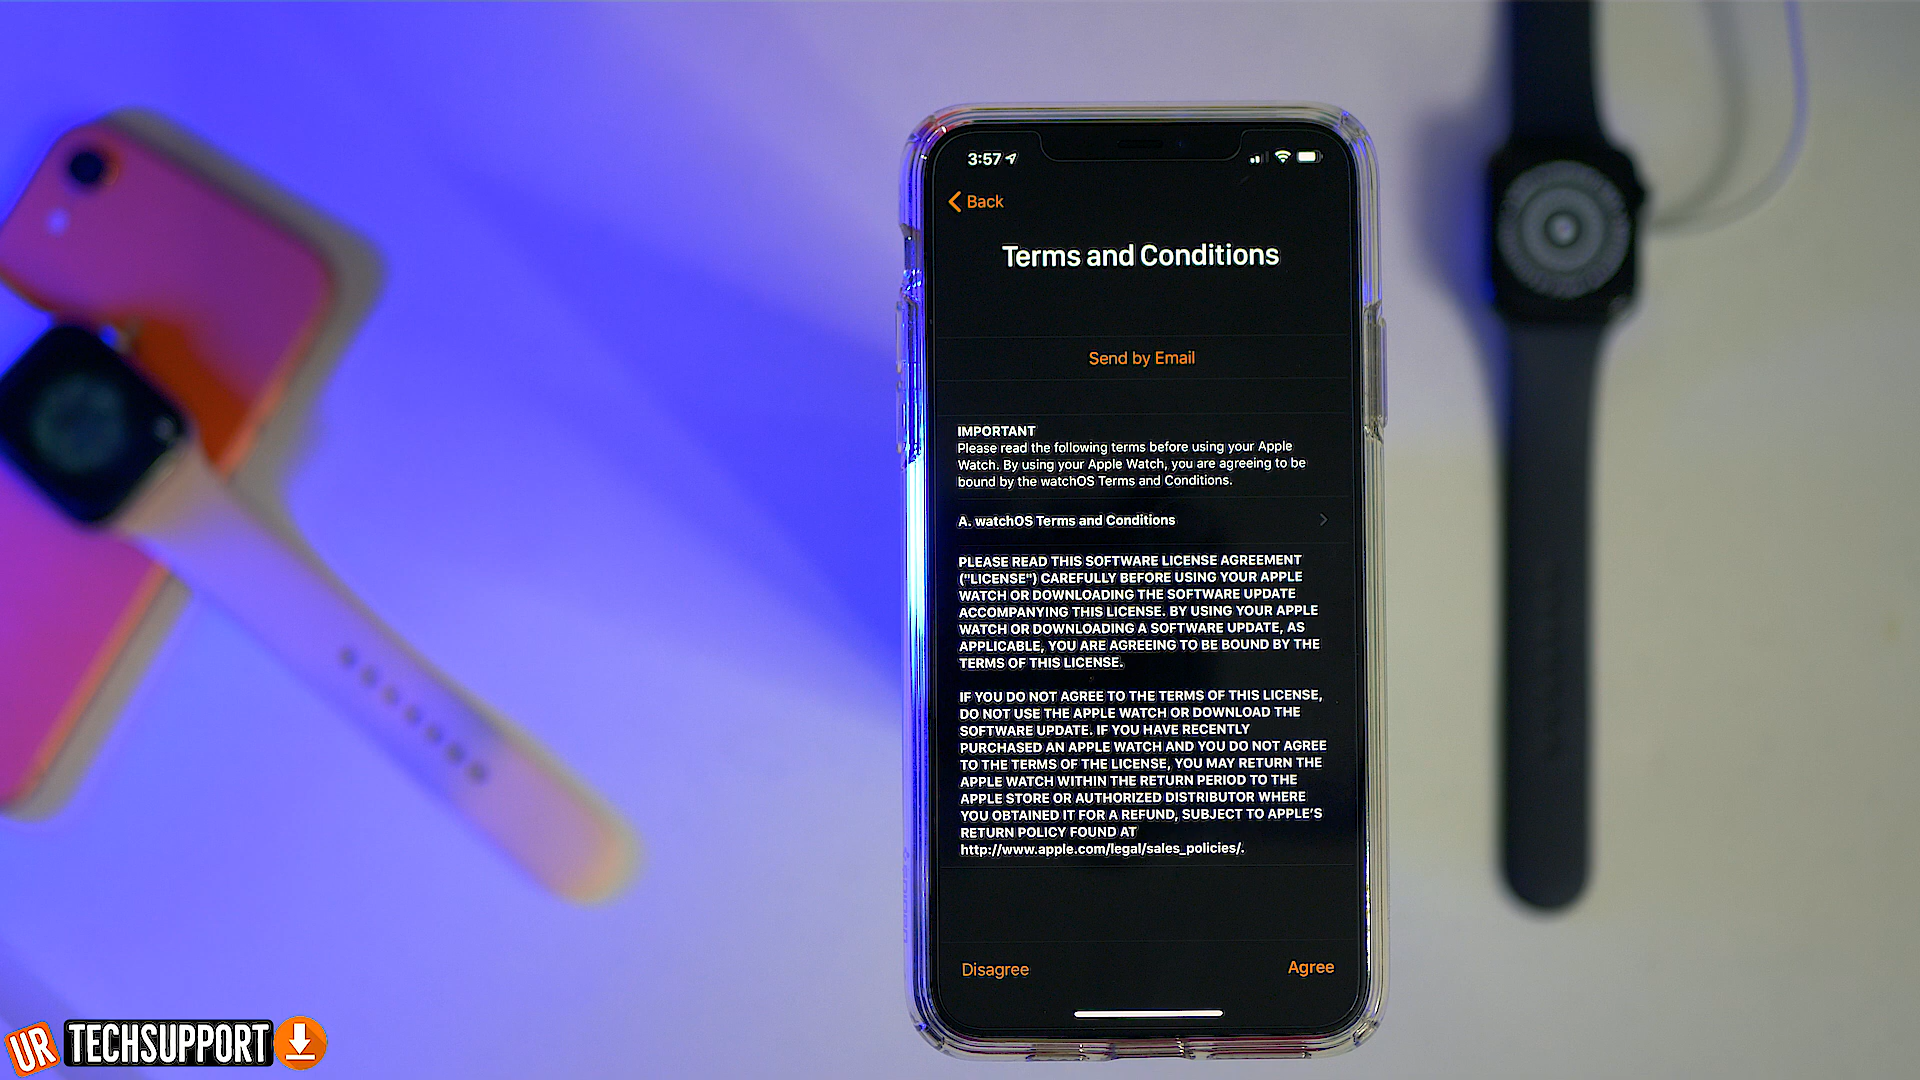 3:57
Back
Terms and Conditions
Send by Email
IMPORTANT
Please read the following terms before using your Apple
Watch. By using your Apple Watch, you are agreeing to be
bound by the watchOS Terms and Conditions.
A. watchOS Terms and Conditions
PLEASE READ THIS SOFTWARE LICENSE AGREEMENT
("LICENSE") CAREFULLY BEFORE USING YOUR APPLE
WATCH OR DOWNLOADING THE SOFTWARE UPDATE
ACCOMPANYING THIS LICENSE. BY USING YOUR APPLE
WATCH OR DOWNLOADING A SOFTWARE UPDATE, AS
APPLICABLE, YOU ARE AGREEING TO BE BOUND BY THE
TERMS OF THIS LICENSE.
IF YOU DO NOT AGREE TO THE TERMS OF THIS LICENSE,
DO NOT USE THE APPLE WATCH OR DOWNLOAD THE
SOFTWARE UPDATE. IF YOU HAVE RECENTLY
PURCHASED AN APPLE WATCH AND YOU DO NOT AGREE
TO THE TERMS OF THE LICENSE, YOU MAY RETURN THE
APPLE WATCH WITHIN THE RETURN PERIOD TO THE
APPLE STORE OR AUTHORIZED DISTRIBUTOR WHERE
YOU OBTAINED IT FOR A REFUND, SUBJECT TO APPLE'S
RETURN POLICY FOUND AT
http://www.apple.com/legal/sales_policies/.
Disagree Agree
UR TECHSUPPORT